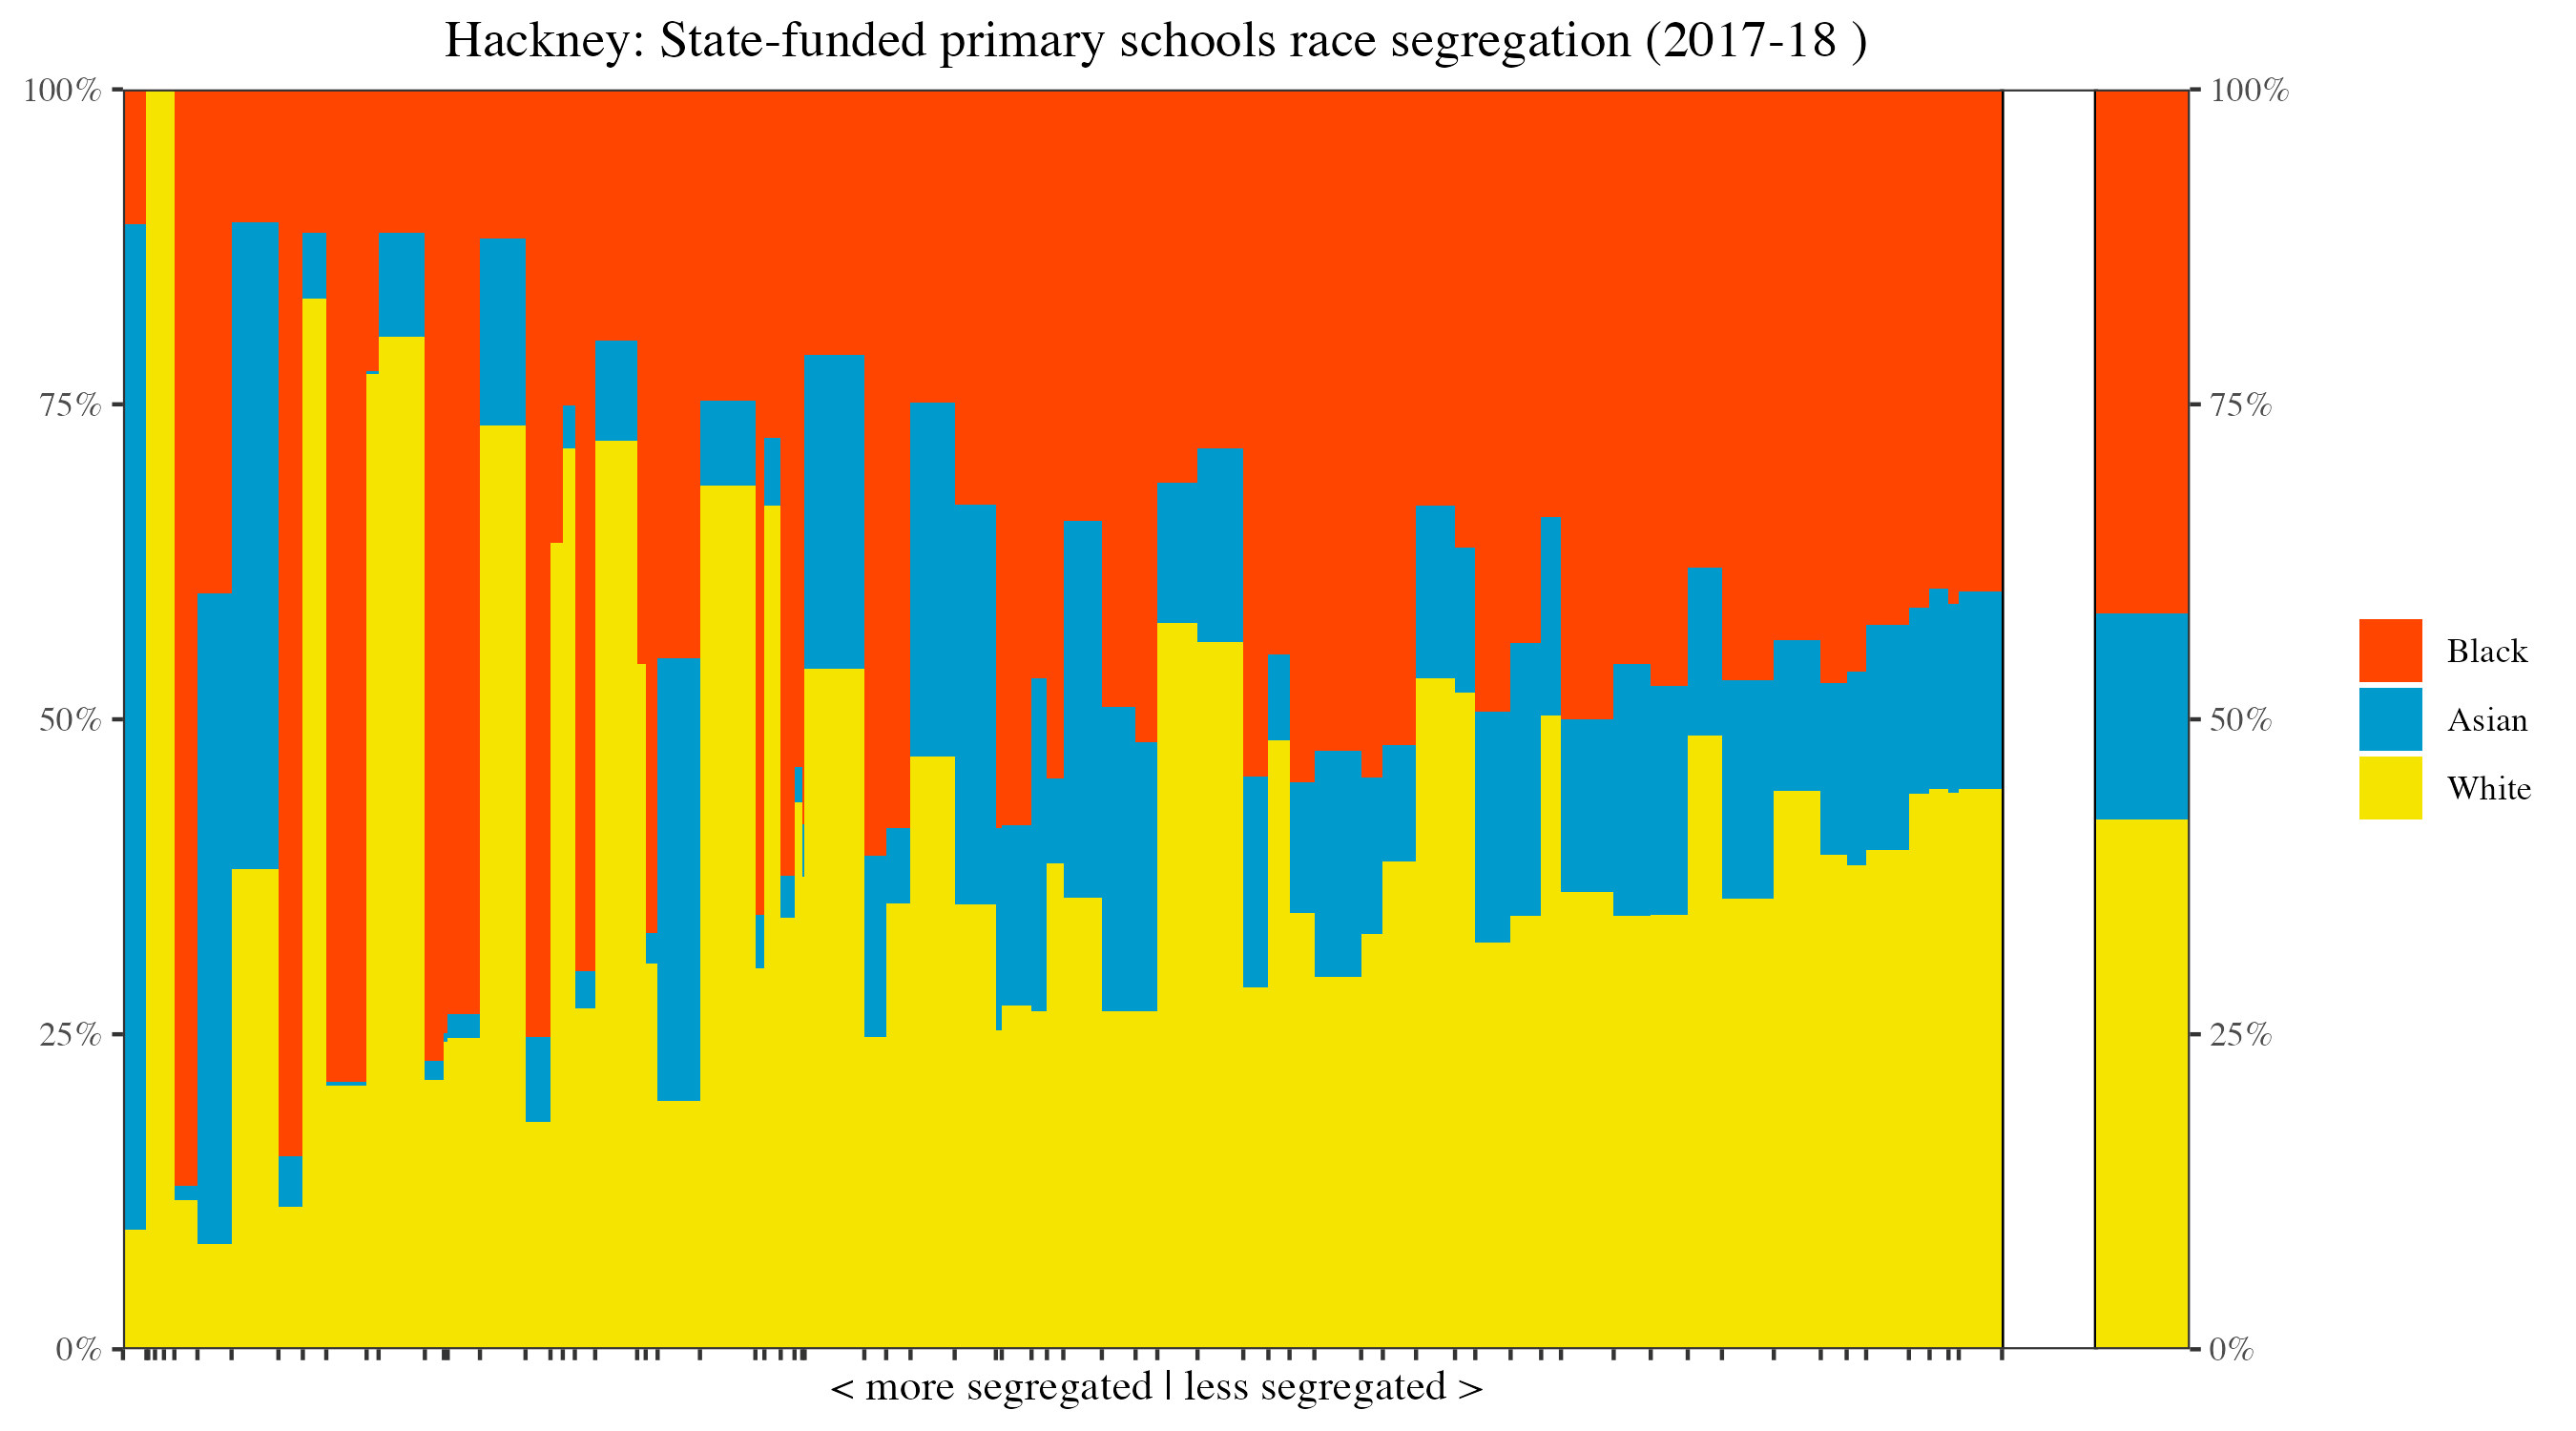 Hackney: State-funded primary schools race segregation (2017-18 )
100%
75%
50%
25%
0%
100%
75%
50%
25%
0%
Black
Asian
White
< more segregated | less segregated >